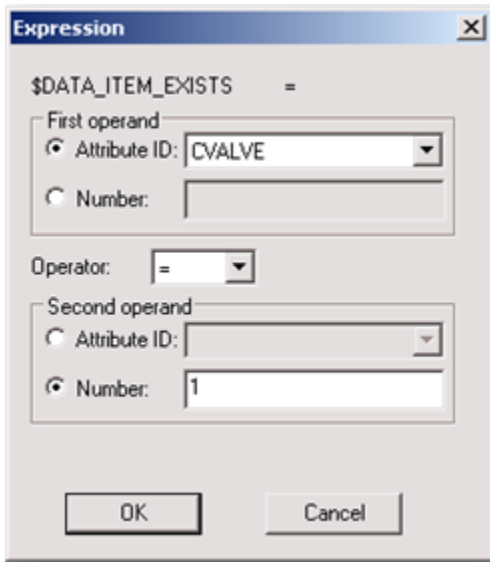 Expression
$DATA_ITEM_EXISTS =
First operand
Attribute ID: CVALVE
Number:
Operator: =
Second operand
Attribute ID:
Number: 1
OK Cancel